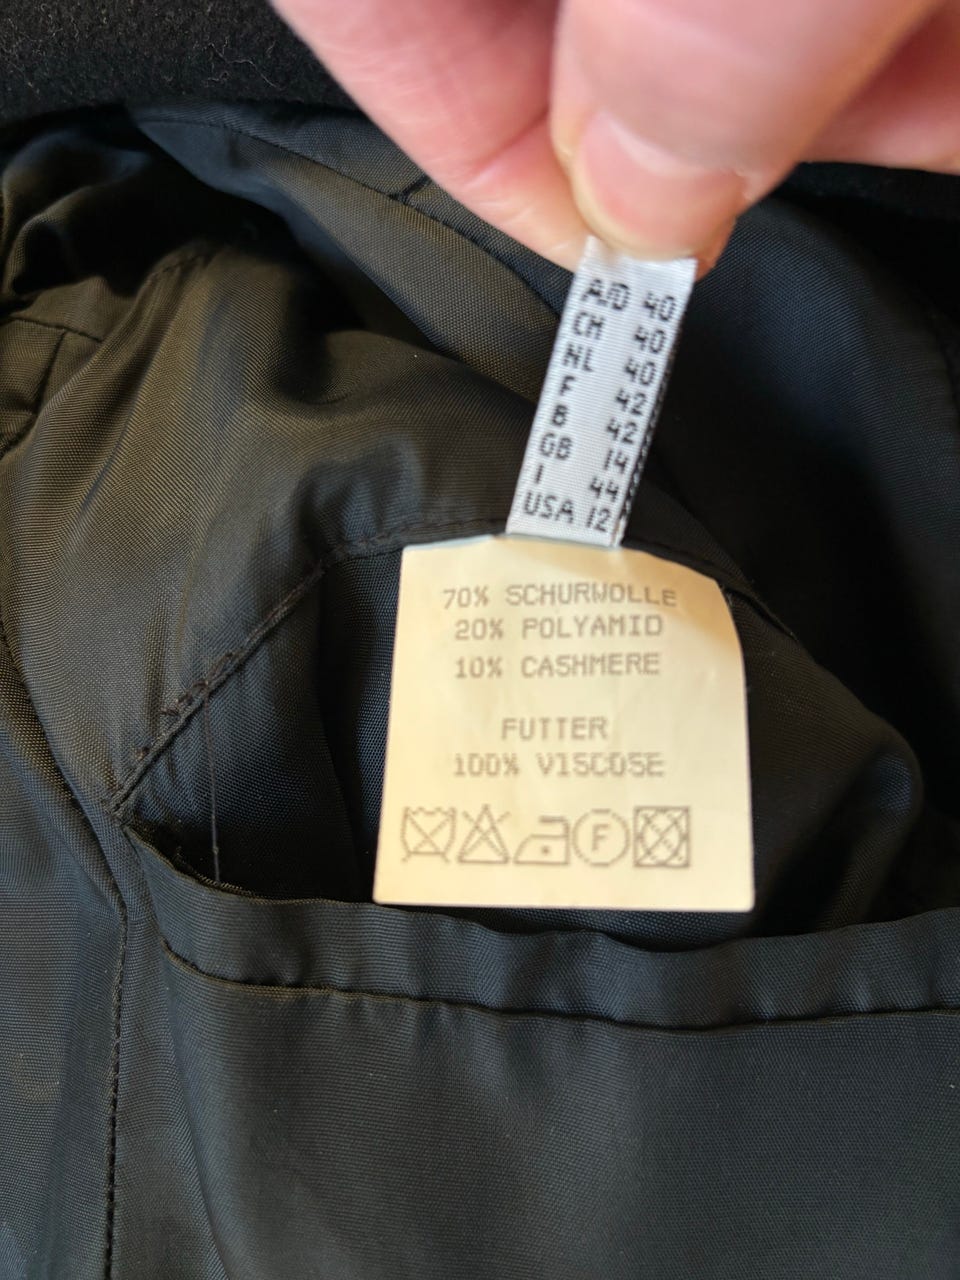 A/D 40
CH 40
NL 40
F 42
B 42
GB 14
I 44
USA 12
70% SCHURWOLLE
20% POLYAMID
10% CASHMERE
FUTTER
100% VISCOSE
F